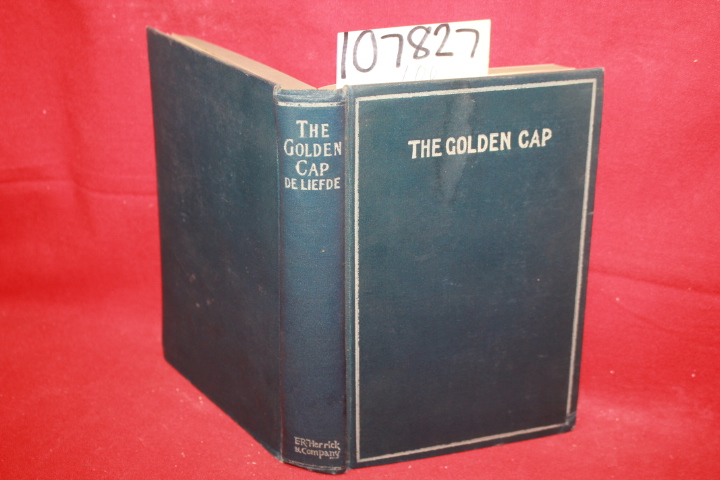 107827
THE
GOLDEN
CAP
DE LIEFDE
THE GOLDEN CAP
E.R. Herrick
& Company